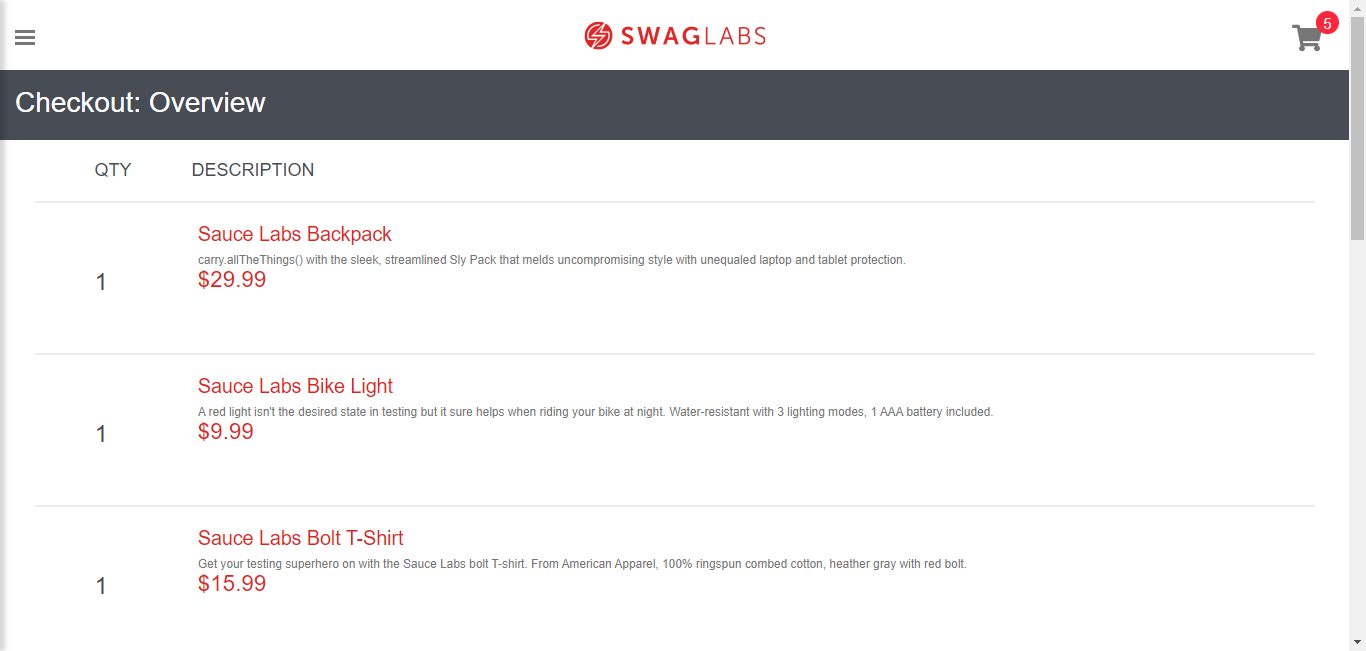 SWAGLABS
5
Checkout: Overview
QTY DESCRIPTION
Sauce Labs Backpack
carry.allTheThings() with the sleek, streamlined Sly Pack that melds uncompromising style with unequaled laptop and tablet protection.
1
$29.99
Sauce Labs Bike Light
A red light isn't the desired state in testing but it sure helps when riding your bike at night. Water-resistant with 3 lighting modes, 1 AAA battery included.
1
$9.99
Sauce Labs Bolt T-Shirt
Get your testing superhero on with the Sauce Labs bolt T-shirt. From American Apparel, 100% ringspun combed cotton, heather gray with red bolt.
1
$15.99